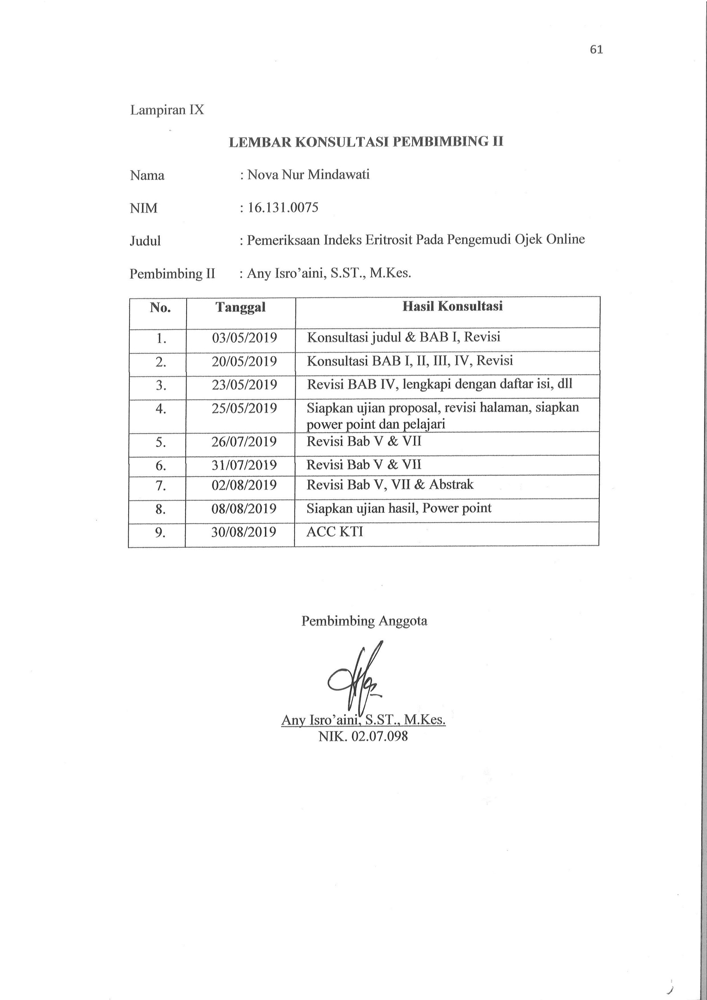 61
Lampiran IX
LEMBAR KONSULTASI PEMBIMBING II
Nama : Nova Nur Mindawati
NIM : 16.131.0075
Judul : Pemeriksaan Indeks Eritrosit Pada Pengemudi Ojek Online
Pembimbing II : Any Isro’aini, S.ST., M.Kes.
No. Tanggal Hasil Konsultasi
1. 03/05/2019 Konsultasi judul & BAB I, Revisi
2. 20/05/2019 Konsultasi BAB I, II, III, IV, Revisi
3. 23/05/2019 Revisi BAB IV, lengkapi dengan daftar isi, dll
4. 25/05/2019 Siapkan ujian proposal, revisi halaman, siapkan
power point dan pelajari
5. 26/07/2019 Revisi Bab V & VII
6. 31/07/2019 Revisi Bab V & VII
7. 02/08/2019 Revisi Bab V, VII & Abstrak
8. 08/08/2019 Siapkan ujian hasil, Power point
9. 30/08/2019 ACC KTI
Pembimbing Anggota
Any Isro’aini, S.ST., M.Kes.
NIK. 02.07.098